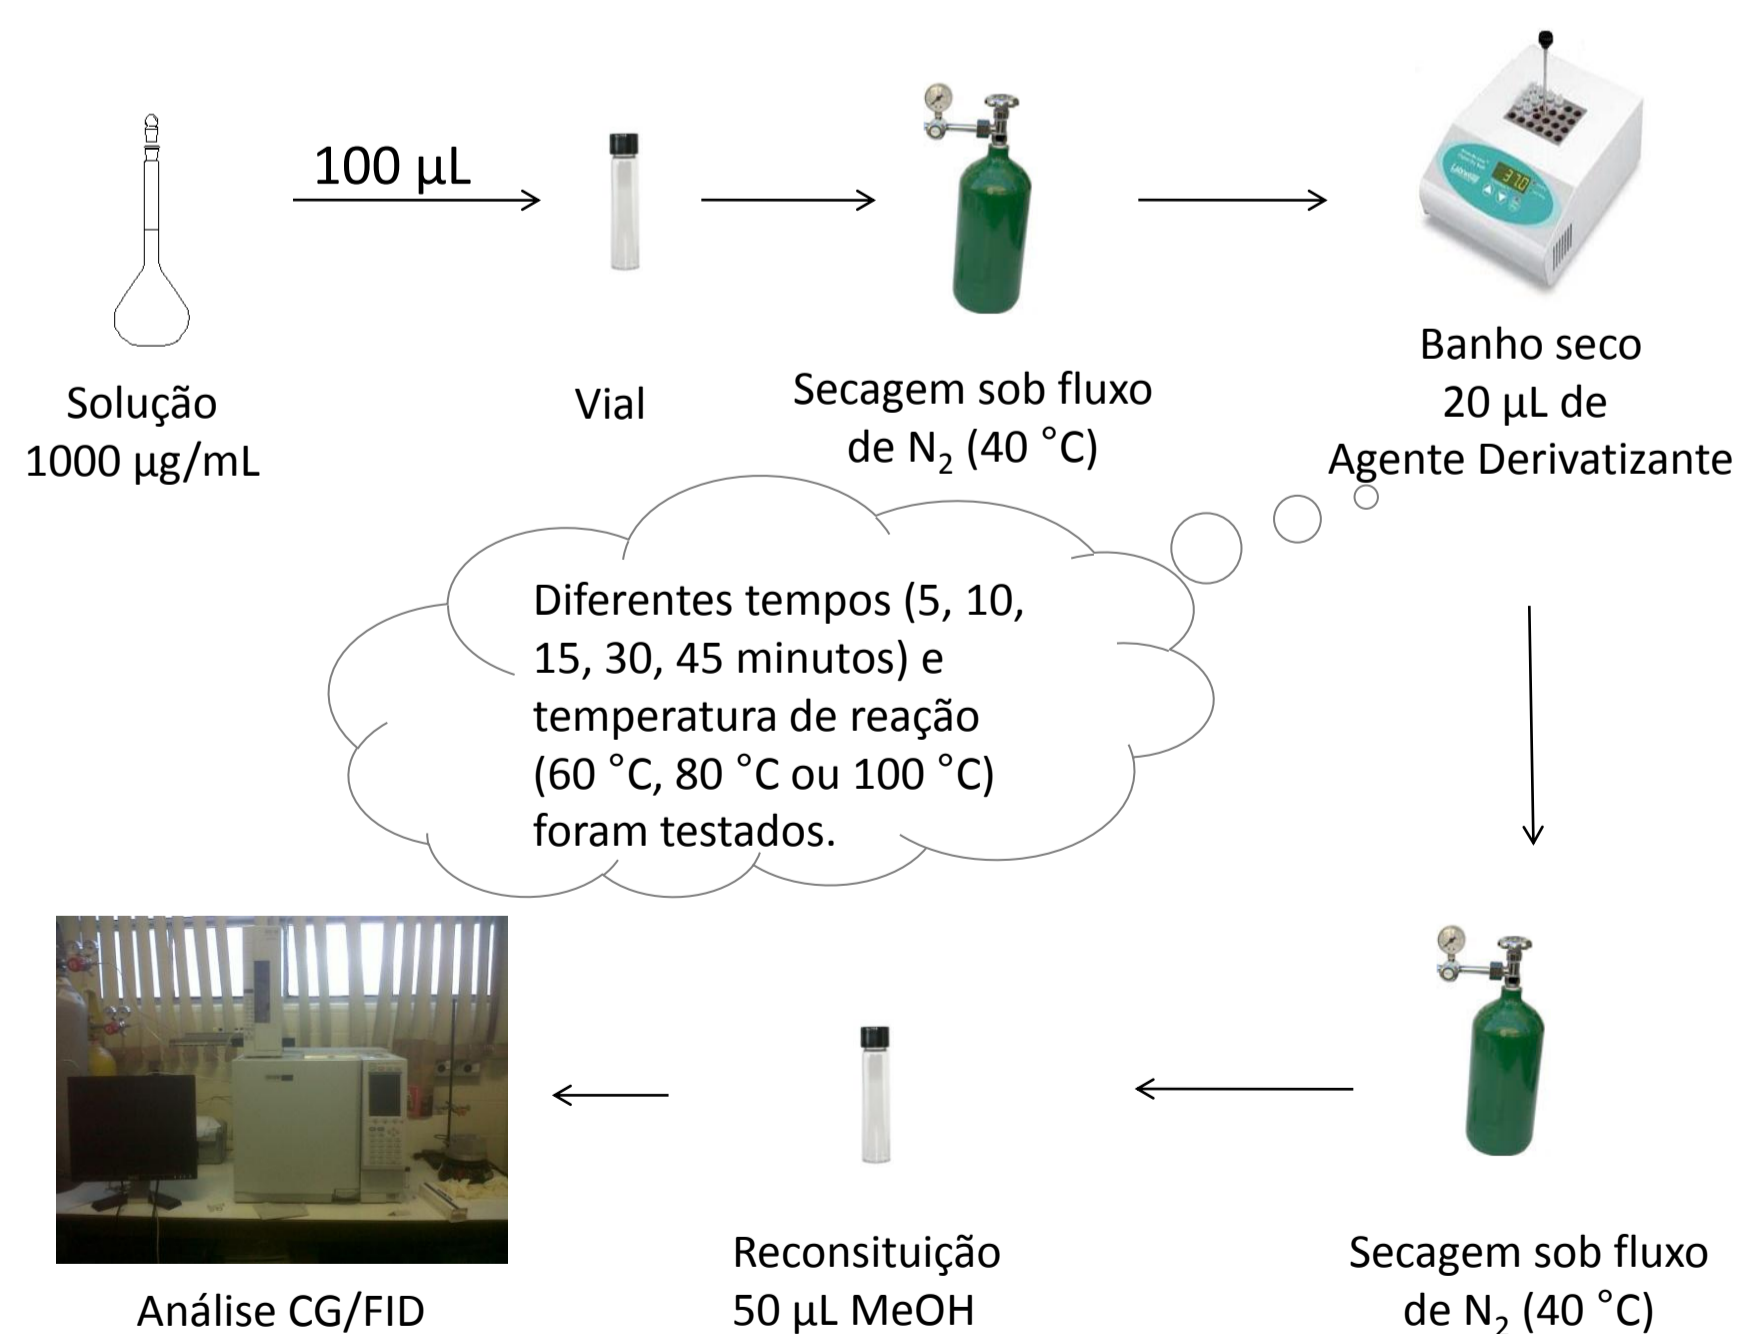 100 µL
Solução
1000 µg/mL
Vial
Secagem sob fluxo
de N₂ (40 °C)
37.0
Banho seco
20 µL de
Agente Derivatizante
Diferentes tempos (5, 10,
15, 30, 45 minutos) e
temperatura de reação
(60 °C, 80 °C ou 100 °C)
foram testados.
Secagem sob fluxo
de N₂ (40 °C)
Reconsituição
50 µL MeOH
Análise CG/FID